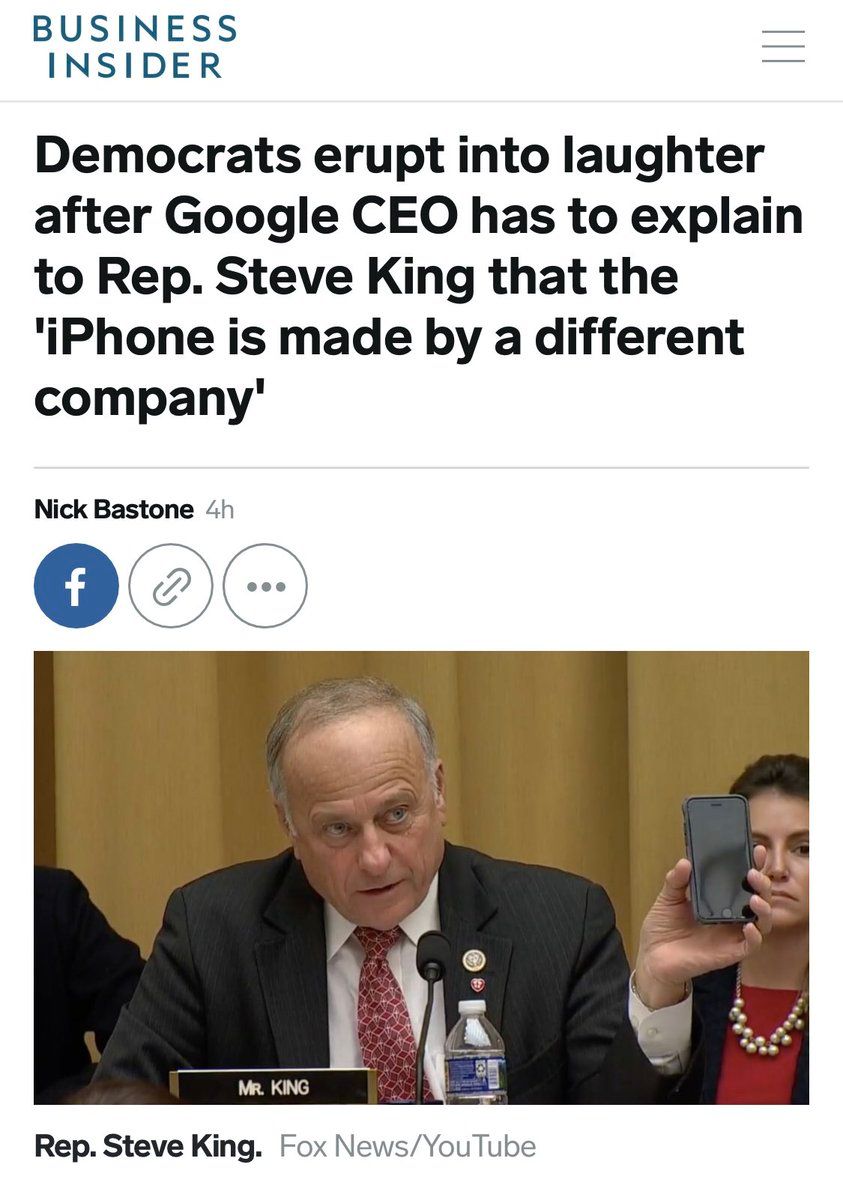 BUSINESS
INSIDER
Democrats erupt into laughter
after Google CEO has to explain
to Rep. Steve King that the
'iPhone is made by a different
company'
Nick Bastone 4h
MR. KING
Rep. Steve King. Fox News/YouTube